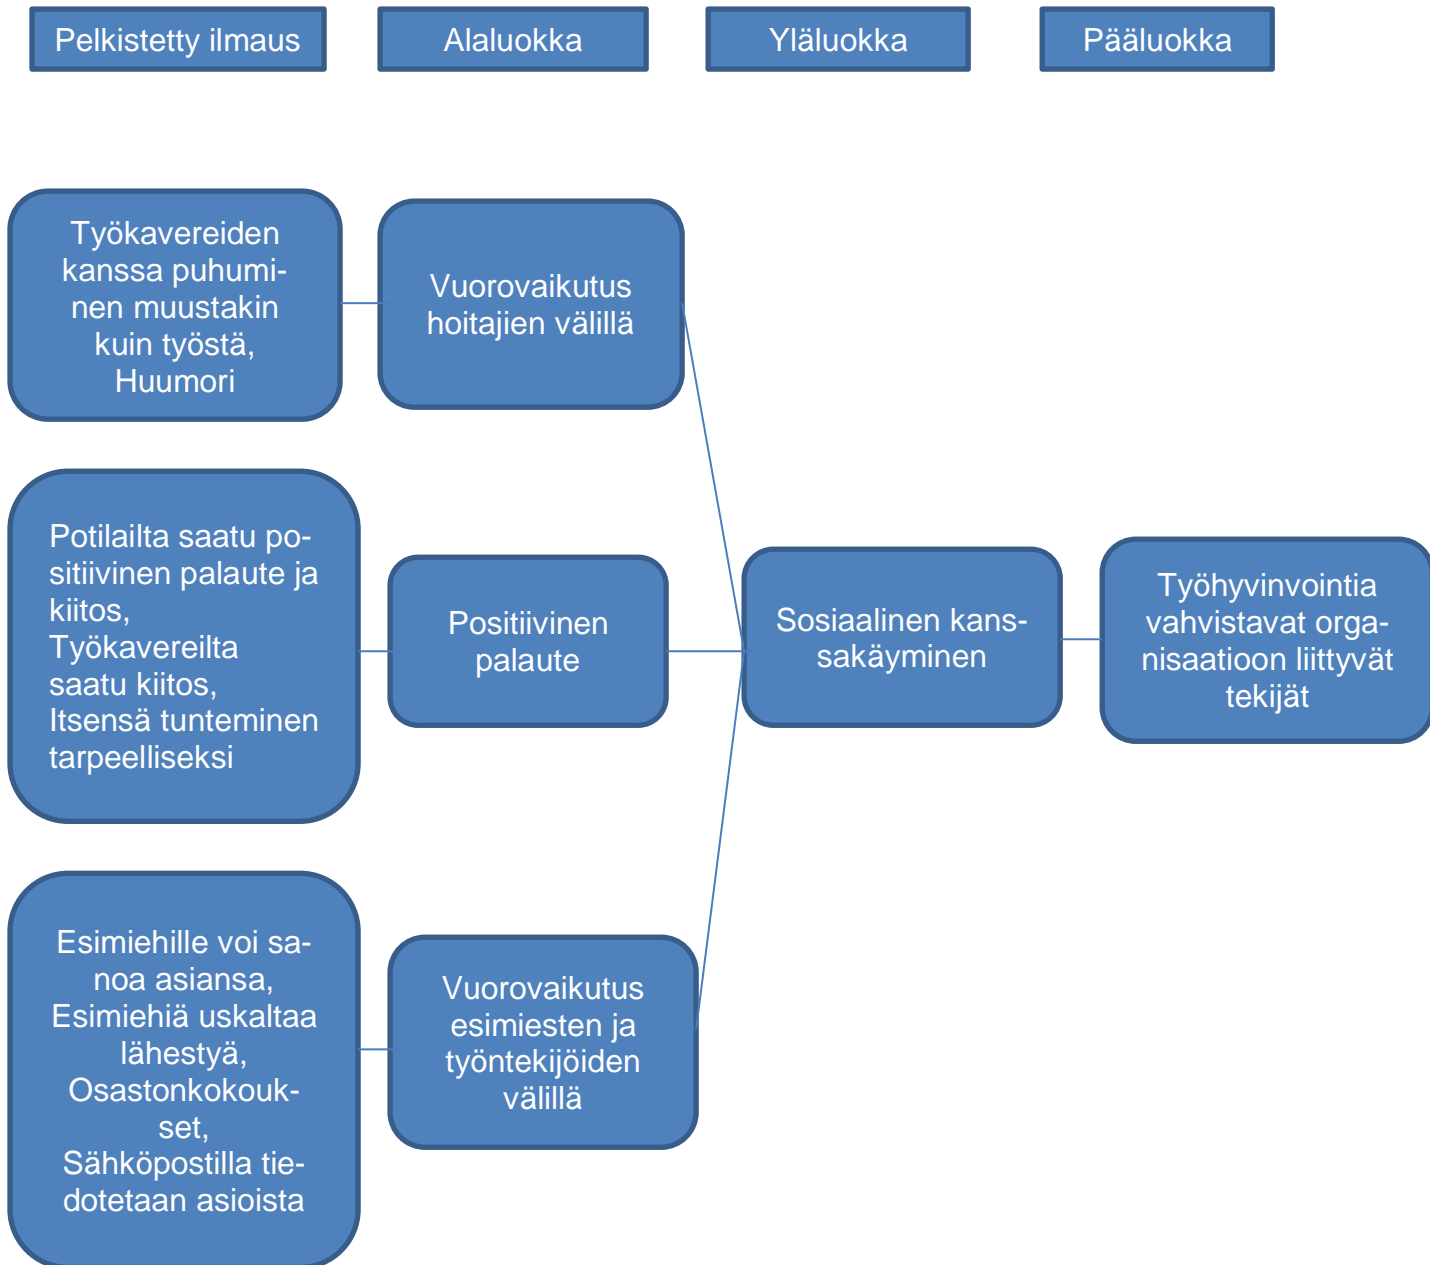 Pelkistetty ilmaus
Alaluokka
Yläluokka
Pääluokka
Työkavereiden
kanssa puhumi-
nen muustakin
kuin työstä,
Huumori
Vuorovaikutus
hoitajien välillä
Potilailta saatu po-
sitiivinen palaute ja
kiitos,
Työkavereilta
saatu kiitos,
Itsensä tunteminen
tarpeelliseksi
Positiivinen
palaute
Sosiaalinen kans-
sakäyminen
Työhyvinvointia
vahvistavat orga-
nisaatioon liittyvät
tekijät
Esimiehille voi sa-
noa asiansa,
Esimiehiä uskaltaa
lähestyä,
Osastonkokouk-
set,
Sähköpostilla tie-
dotetaan asioista
Vuorovaikutus
esimiesten ja
työntekijöiden
välillä